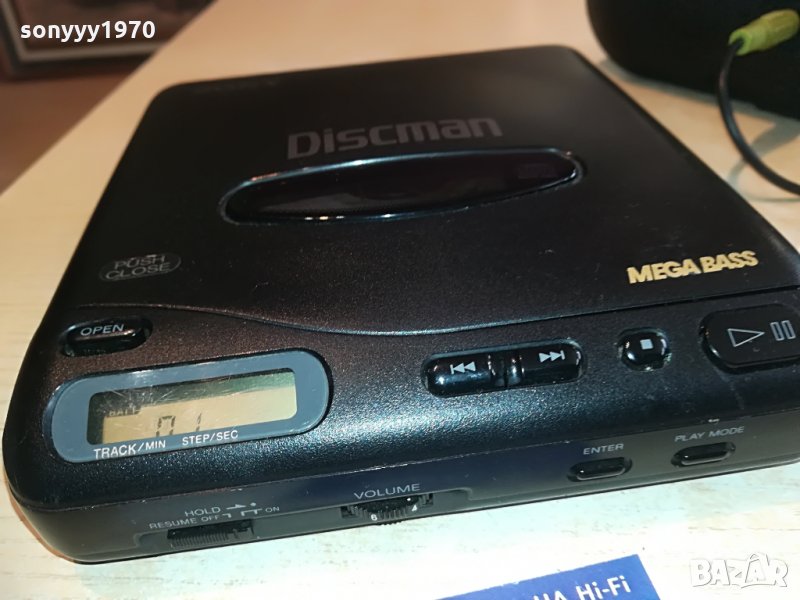 sonyyy1970
Discman
PUSH CLOSE
MEGA BASS
OPEN
BATT
01
TRACK/MIN STEP/SEC
ENTER
PLAY MODE
VOLUME
HOLD
RESUME OFF ON
Hi-Fi
BAZAR